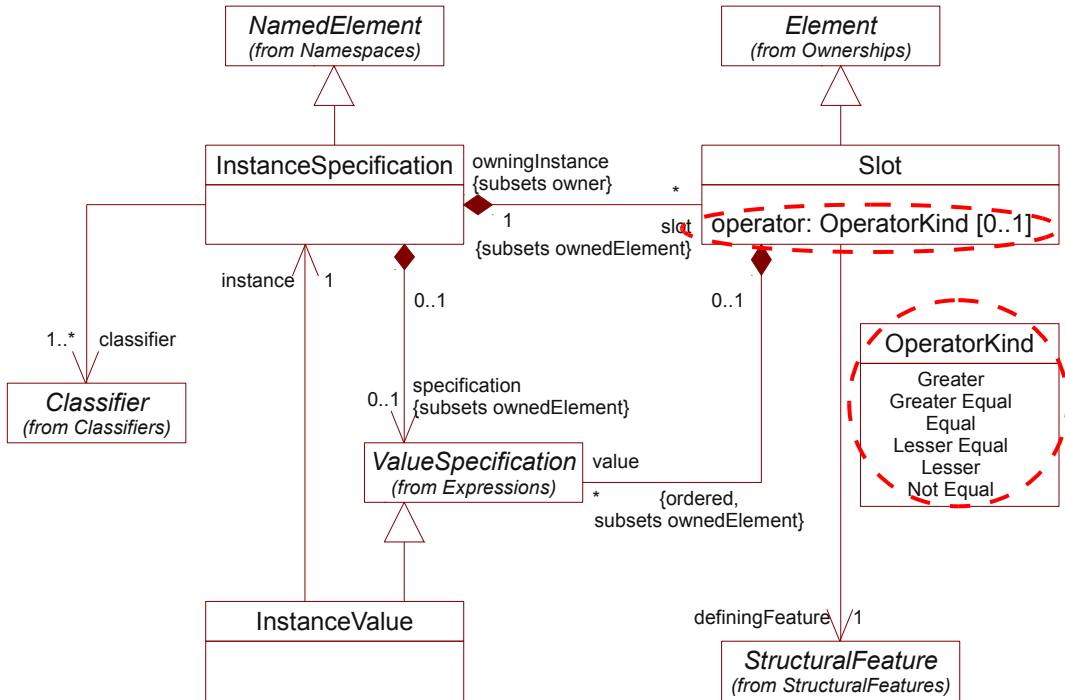 NamedElement
(from Namespaces)
Element
(from Ownerships)
InstanceSpecification
owningInstance
{subsets owner}
1
*
slot
{subsets ownedElement}
Slot
operator: OperatorKind [0..1]
instance
1
0..1
0..1
1..*
classifier
Classifier
(from Classifiers)
OperatorKind
Greater
Greater Equal
Equal
Lesser Equal
Lesser
Not Equal
specification
0..1
{subsets ownedElement}
ValueSpecification
(from Expressions)
value
*
{ordered,
subsets ownedElement}
InstanceValue
definingFeature
1
StructuralFeature
(from StructuralFeatures)